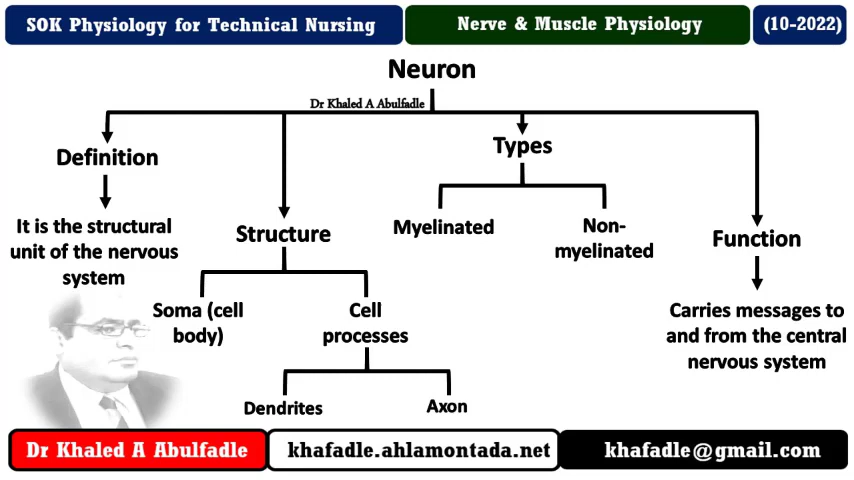 SOK Physiology for Technical Nursing
Nerve & Muscle Physiology
(10-2022)
Neuron
Dr Khaled A Abulfadle
Definition
It is the structural
unit of the nervous
system
Structure
Soma (cell
body)
Cell
processes
Dendrites
Axon
Types
Myelinated
Non-
myelinated
Function
Carries messages to
and from the central
nervous system
Dr Khaled A Abulfadle
khafadle.ahlamontada.net
khafadle@gmail.com